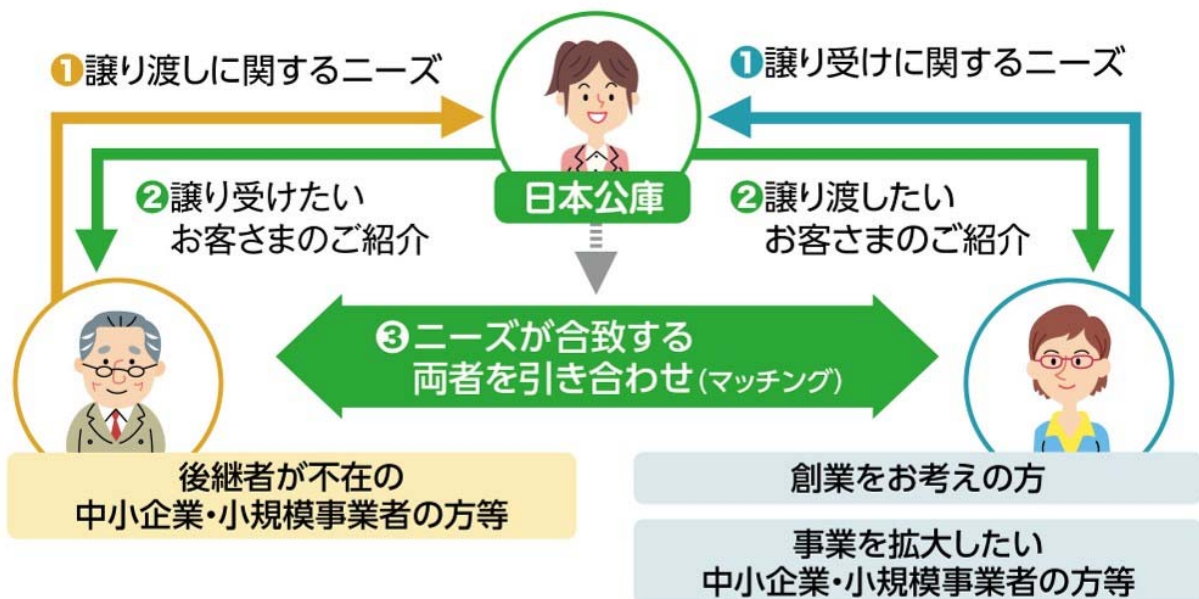 ❶譲り渡しに関するニーズ
❶譲り受けに関するニーズ
日本公庫
❷譲り受けたい
お客さまのご紹介
❷譲り渡したい
お客さまのご紹介
❸ニーズが合致する
両者を引き合わせ(マッチング)
後継者が不在の
中小企業・小規模事業者の方等
創業をお考えの方
事業を拡大したい
中小企業・小規模事業者の方等